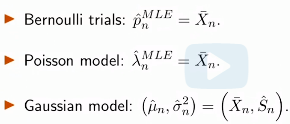 ▶ Bernoulli trials: p̂ₙᴹᴸᴱ = X̄ₙ.
▶ Poisson model: λ̂ₙᴹᴸᴱ = X̄ₙ.
▶ Gaussian model: (μ̂ₙ, σ̂ₙ²) = (X̄ₙ, Ŝₙ).